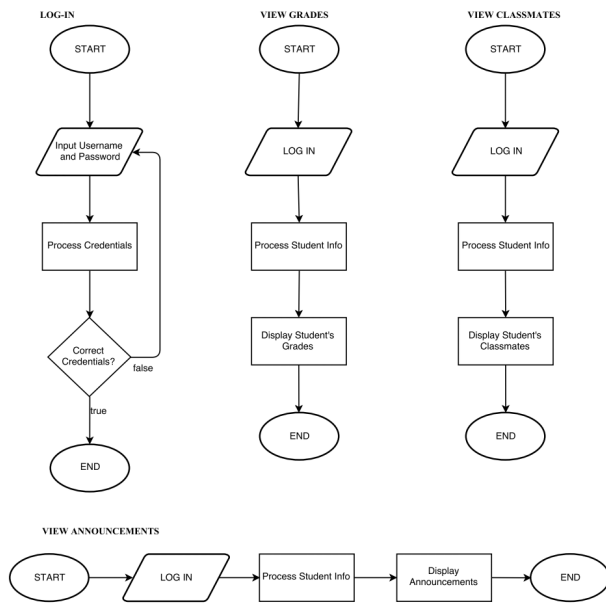 LOG-IN
START
Input Username
and Password
Process Credentials
Correct
Credentials?
false
true
END
VIEW GRADES
START
LOG IN
Process Student Info
Display Student's
Grades
END
VIEW CLASSMATES
START
LOG IN
Process Student Info
Display Student's
Classmates
END
VIEW ANNOUNCEMENTS
START
LOG IN
Process Student Info
Display
Announcements
END